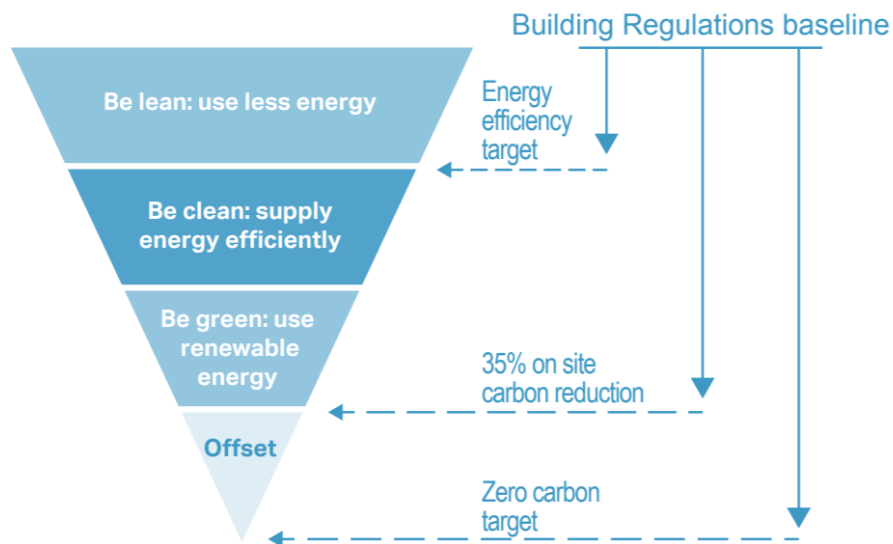 Building Regulations baseline
Be lean: use less energy
Energy
efficiency
target
Be clean: supply
energy efficiently
Be green: use
renewable
energy
35% on site
carbon reduction
Offset
Zero carbon
target